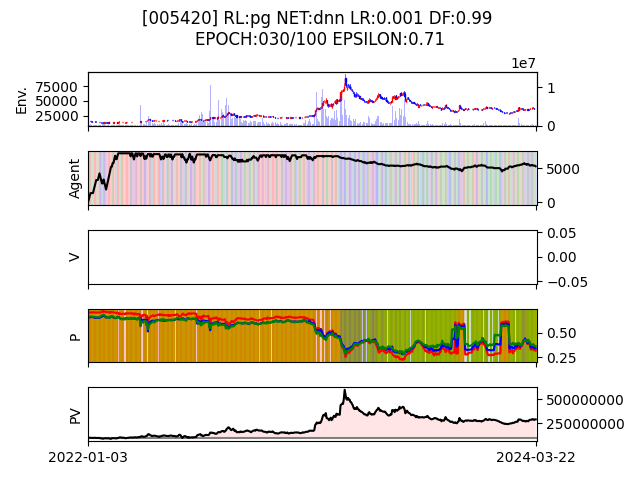 [005420] RL:pg NET:dnn LR:0.001 DF:0.99
EPOCH:030/100 EPSILON:0.71
1e7
Env.
75000
50000
25000
1
0
Agent
5000
0
V
0.05
0.00
−0.05
P
0.50
0.25
PV
500000000
250000000
2022-01-03
2024-03-22